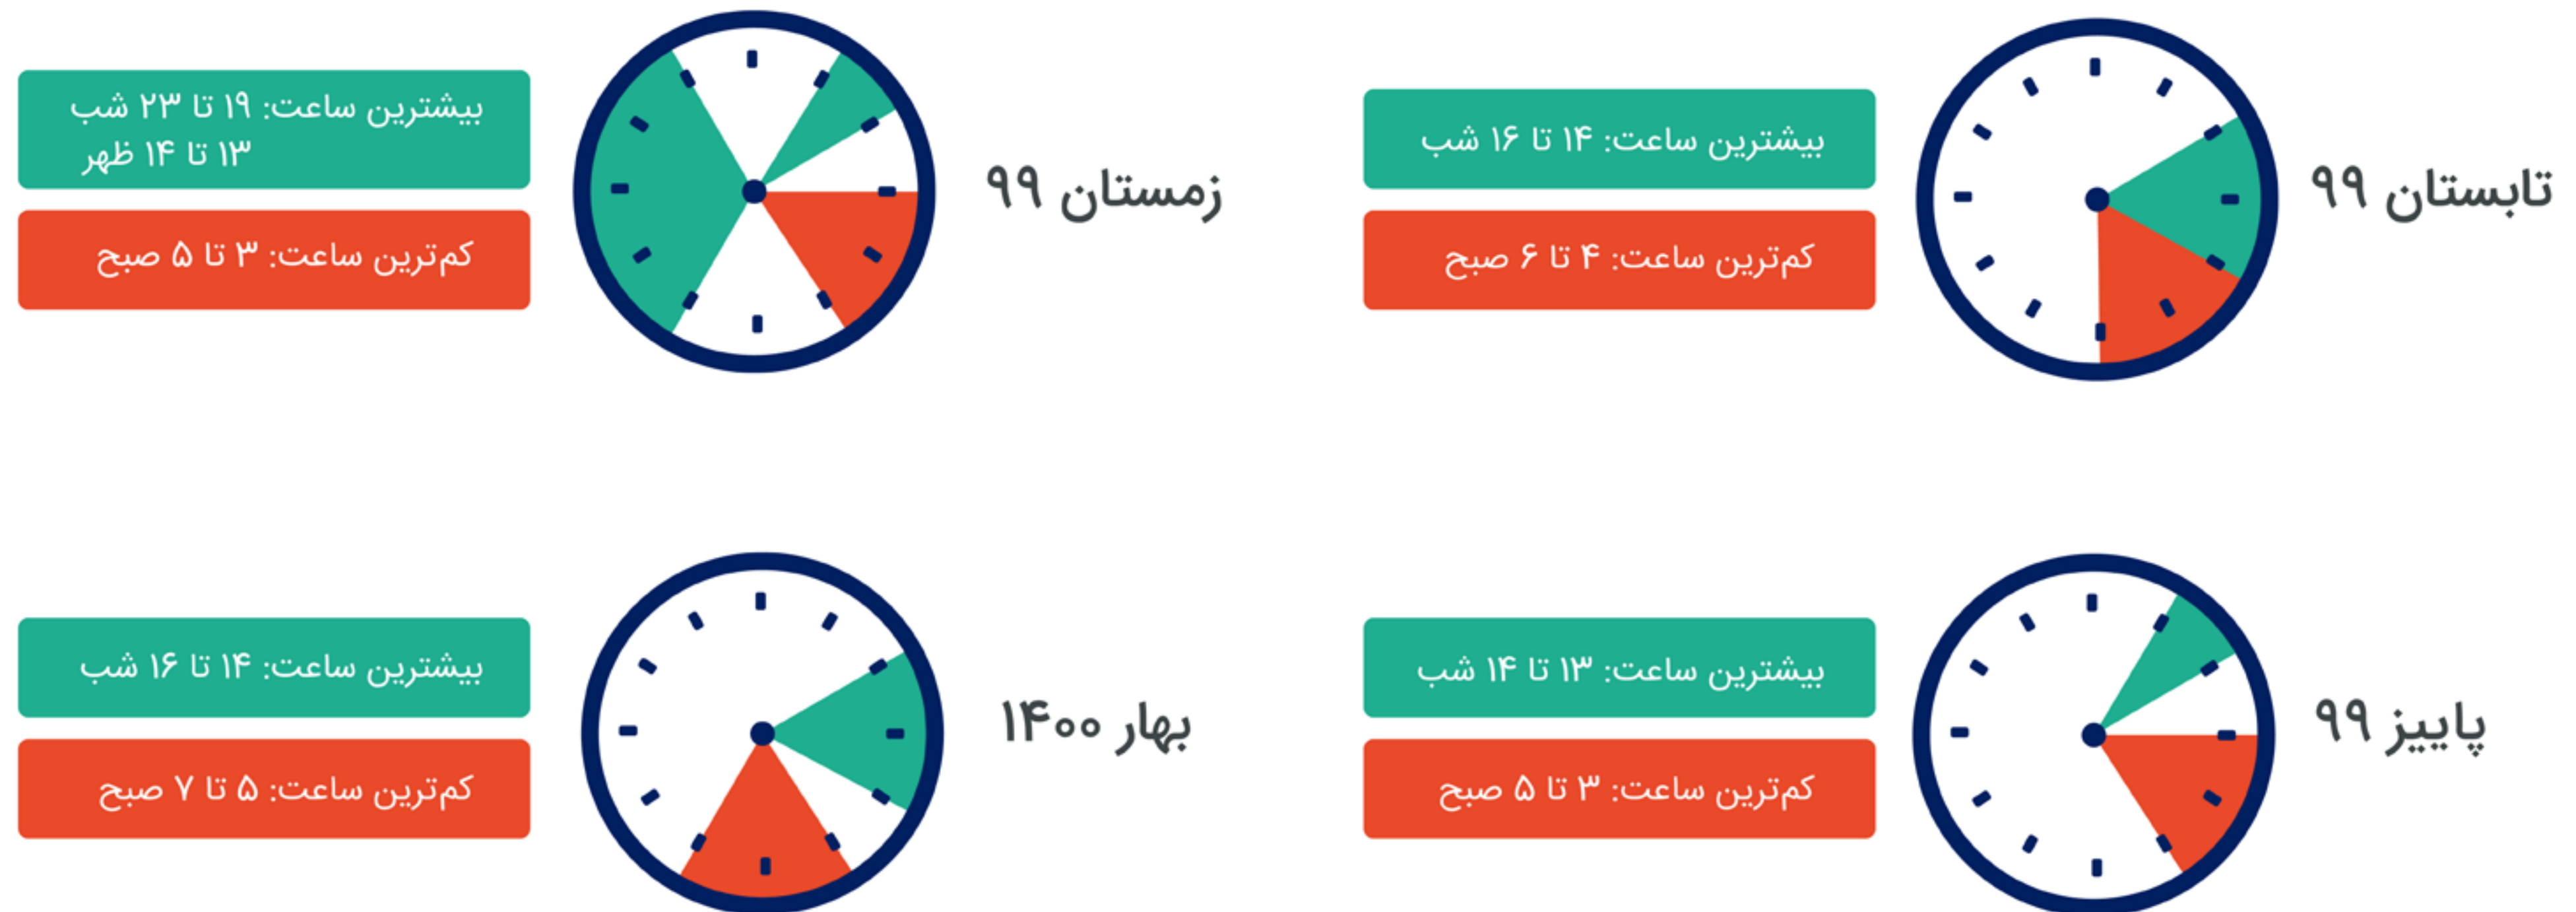 تابستان ۹۹
بیشترین ساعت: ۱۴ تا ۱۶ شب
کم‌ترین ساعت: ۴ تا ۶ صبح
زمستان ۹۹
بیشترین ساعت: ۱۹ تا ۲۳ شب
۱۳ تا ۱۴ ظهر
کم‌ترین ساعت: ۳ تا ۵ صبح
پاییز ۹۹
بیشترین ساعت: ۱۳ تا ۱۴ شب
کم‌ترین ساعت: ۳ تا ۵ صبح
بهار ۱۴۰۰
بیشترین ساعت: ۱۴ تا ۱۶ شب
کم‌ترین ساعت: ۵ تا ۷ صبح